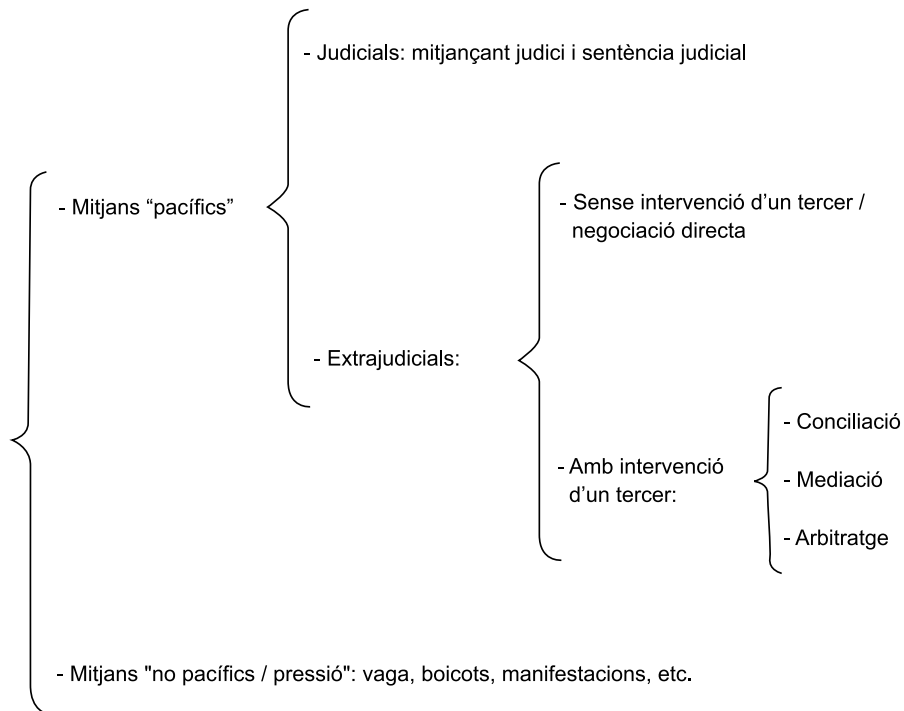 - Judicials: mitjançant judici i sentència judicial
- Mitjans “pacífics”
- Sense intervenció d’un tercer /
negociació directa
- Extrajudicials:
- Conciliació
- Amb intervenció
d’un tercer:
- Mediació
- Arbitratge
- Mitjans "no pacífics / pressió": vaga, boicots, manifestacions, etc.